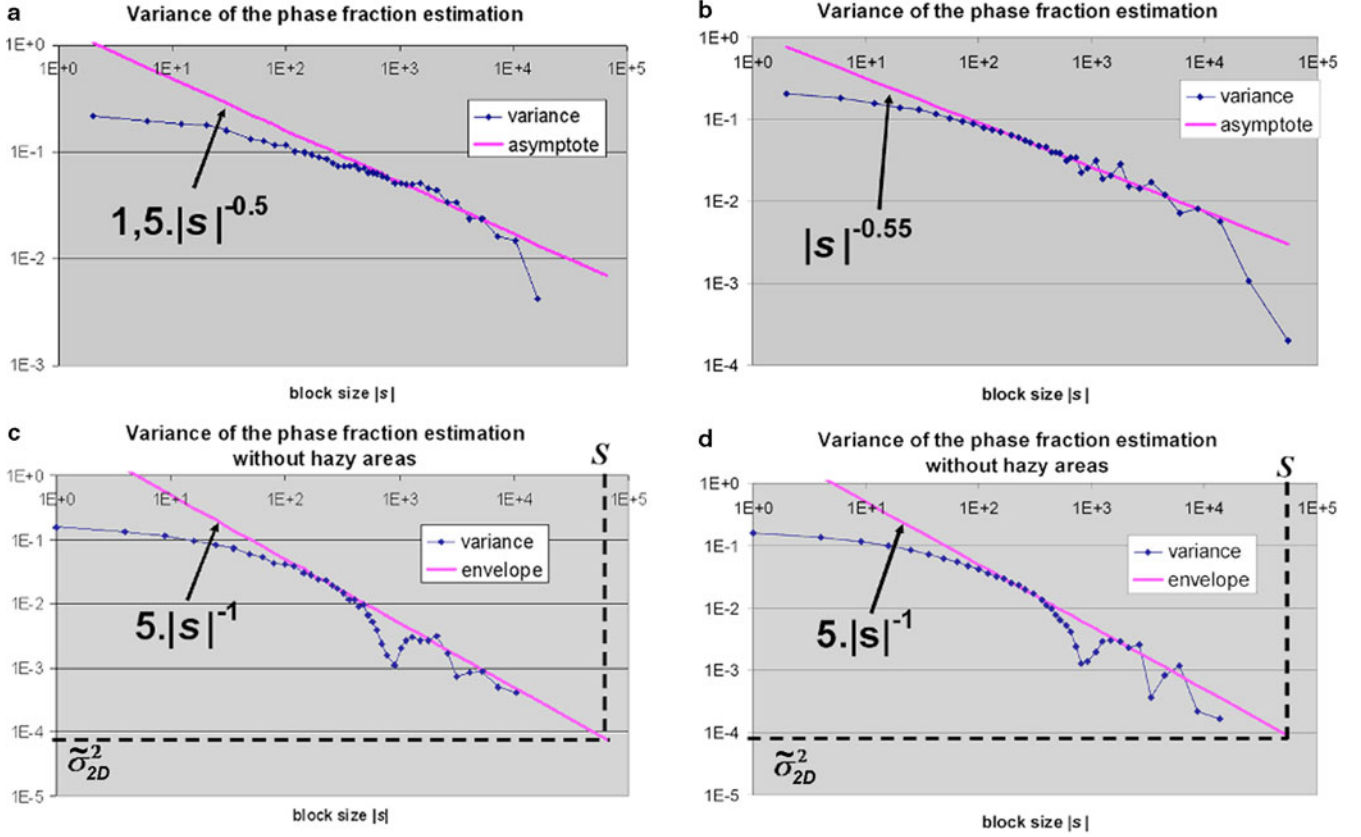 a
Variance of the phase fraction estimation
1E+0
1E+0
1E+1
1E+2
1E+3
1E+4
1E+5
variance
asymptote
1E-1
1,5.|s|^-0.5
1E-2
1E-3
block size |s|
b
Variance of the phase fraction estimation
1E+0
1E+0
1E+1
1E+2
1E+3
1E+4
1E+5
variance
asymptote
1E-1
1E-2
|s|^-0.55
1E-3
1E-4
block size |s|
c
Variance of the phase fraction estimation
without hazy areas
S
1E+0
1E+0
1E+1
1E+2
1E+3
1E+4
1E+5
variance
envelope
1E-1
1E-2
5.|s|^-1
1E-3
1E-4
σ̃²2D
1E-5
block size |s|
d
Variance of the phase fraction estimation
without hazy areas
S
1E+0
1E+0
1E+1
1E+2
1E+3
1E+4
1E+5
variance
envelope
1E-1
1E-2
5.|s|^-1
1E-3
1E-4
σ̃²2D
1E-5
block size |s|